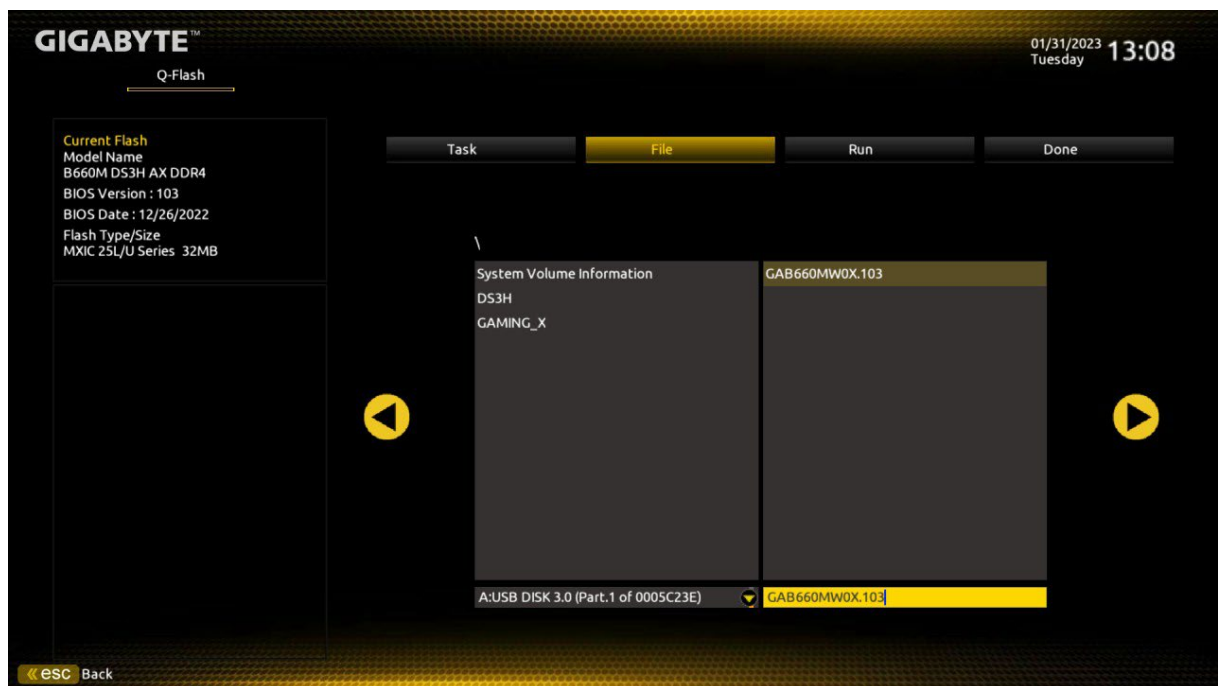 GIGABYTE™
01/31/2023 13:08
Tuesday
Q-Flash
Current Flash
Model Name
B660M DS3H AX DDR4
BIOS Version : 103
BIOS Date : 12/26/2022
Flash Type/Size
MXIC 25L/U Series 32MB
Task File Run Done
\
System Volume Information GAB660MW0X.103
DS3H
GAMING_X
A:USB DISK 3.0 (Part.1 of 0005C23E) GAB660MW0X.103
esc Back